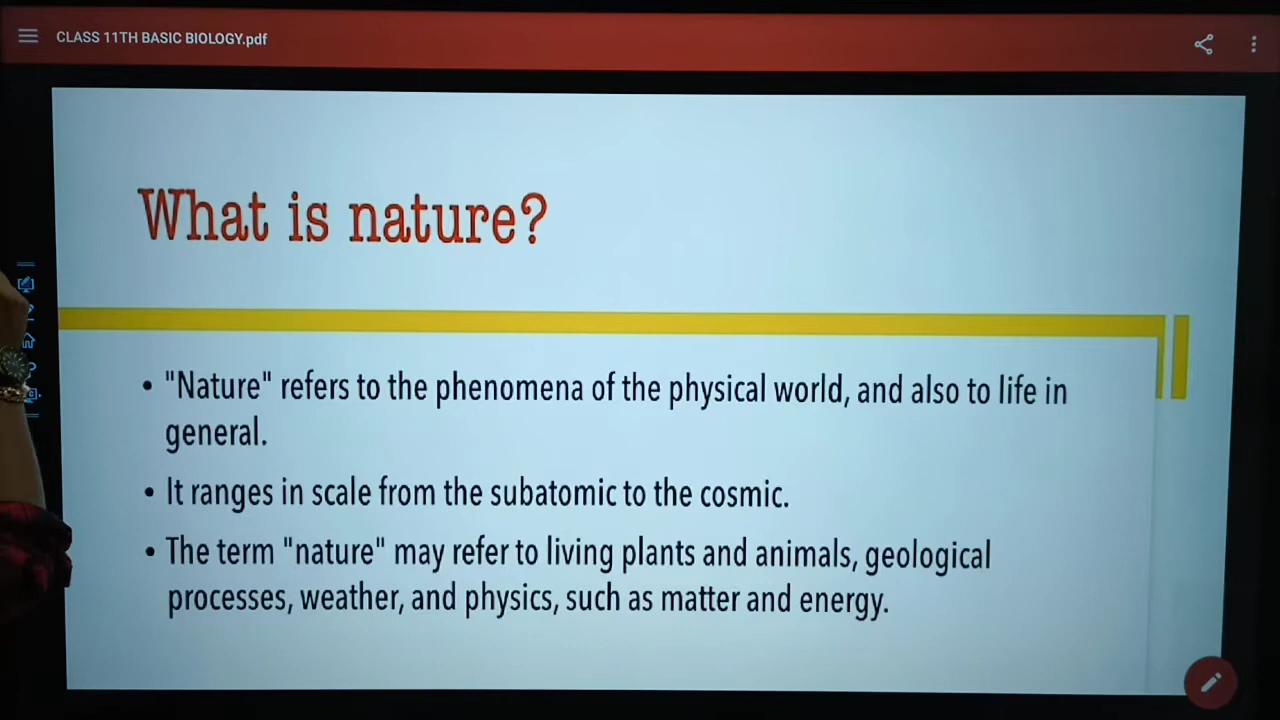 CLASS 11TH BASIC BIOLOGY.pdf
What is nature?
• "Nature" refers to the phenomena of the physical world, and also to life in
general.
• It ranges in scale from the subatomic to the cosmic.
• The term "nature" may refer to living plants and animals, geological
processes, weather, and physics, such as matter and energy.